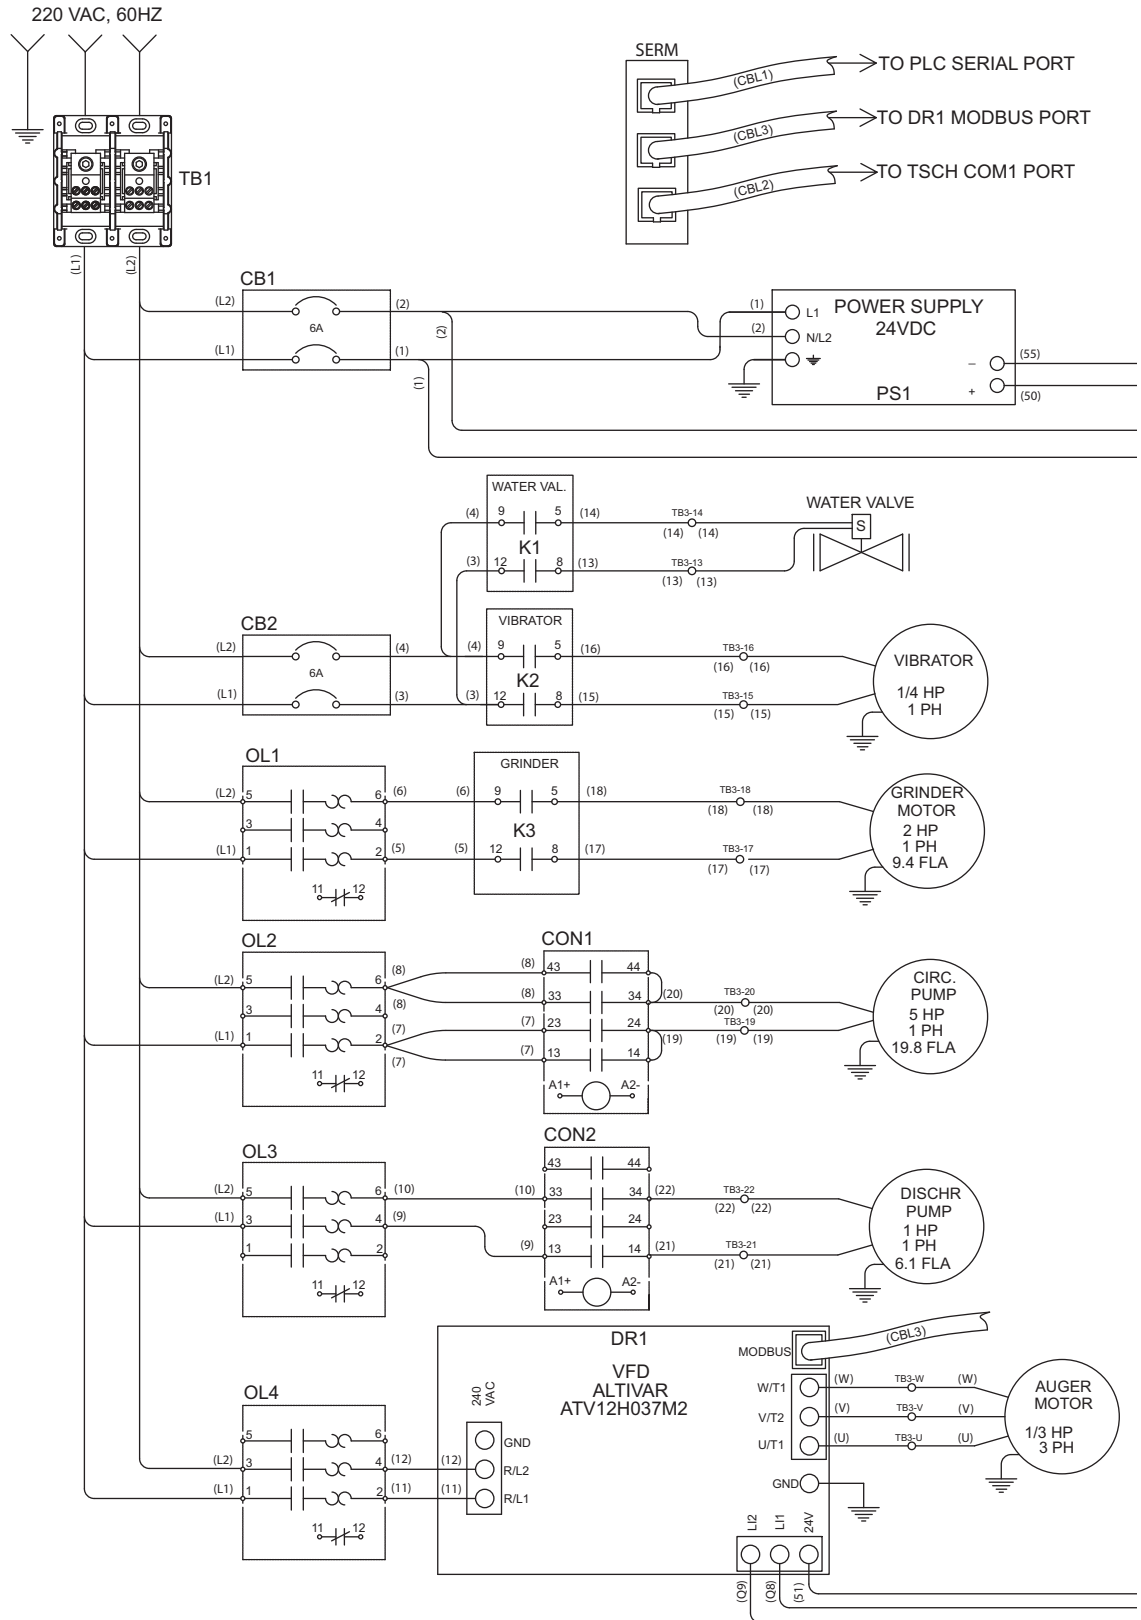 220 VAC, 60HZ
TB1
(L1)
(L2)
SERM
(CBL1)
TO PLC SERIAL PORT
(CBL3)
TO DR1 MODBUS PORT
(CBL2)
TO TSCH COM1 PORT
CB1
(L2)
6A
(2)
(2)
(L1)
(1)
(1)
POWER SUPPLY
24VDC
(1)
L1
(2)
N/L2
–
(55)
+
(50)
PS1
WATER VAL.
(4)
9
5
(14)
TB3-14
(14)
(14)
K1
(3)
12
8
(13)
TB3-13
(13)
(13)
WATER VALVE
S
CB2
(L2)
6A
(4)
(L1)
(3)
VIBRATOR
(4)
9
5
(16)
TB3-16
(16)
(16)
K2
(3)
12
8
(15)
TB3-15
(15)
(15)
VIBRATOR
1/4 HP
1 PH
OL1
(L2)
5
6
(6)
3
4
(L1)
1
2
(5)
11
12
GRINDER
(6)
9
5
(18)
TB3-18
(18)
(18)
K3
(5)
12
8
(17)
TB3-17
(17)
(17)
GRINDER
MOTOR
2 HP
1 PH
9.4 FLA
OL2
(L2)
5
6
(8)
(8)
3
4
(L1)
1
2
(7)
(7)
11
12
CON1
(8)
43
44
(8)
33
34
(20)
TB3-20
(20)
(20)
(7)
23
24
(19)
TB3-19
(19)
(19)
(7)
13
14
A1+
A2-
CIRC.
PUMP
5 HP
1 PH
19.8 FLA
OL3
(L2)
5
6
(10)
(L1)
3
4
(9)
1
2
11
12
CON2
43
44
(10)
33
34
(22)
TB3-22
(22)
(22)
23
24
(9)
13
14
(21)
TB3-21
(21)
(21)
A1+
A2-
DISCHR
PUMP
1 HP
1 PH
6.1 FLA
OL4
5
6
(L2)
3
4
(12)
(L1)
1
2
(11)
11
12
DR1
VFD
ALTIVAR
ATV12H037M2
240
VAC
GND
(12)
R/L2
(11)
R/L1
MODBUS
(CBL3)
W/T1
(W)
TB3-W
(W)
V/T2
(V)
TB3-V
(V)
U/T1
(U)
TB3-U
(U)
GND
LI2
LI1
24V
(Q9)
(Q8)
(51)
AUGER
MOTOR
1/3 HP
3 PH